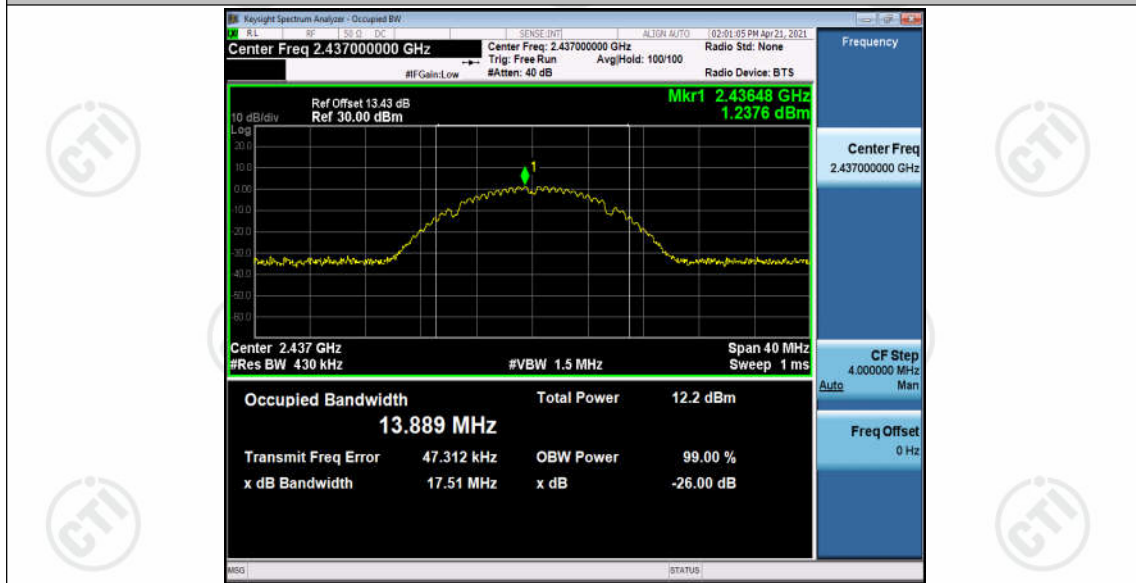 Keysight Spectrum Analyzer - Occupied BW
RL RF 50 Ω DC SENSE:INT ALIGN AUTO 02:01:05 PM Apr 21, 2021
Center Freq 2.437000000 GHz
Center Freq: 2.437000000 GHz
Radio Std: None
Trig: Free Run Avg|Hold: 100/100
#IFGain:Low #Atten: 40 dB Radio Device: BTS
Frequency
Ref Offset 13.43 dB
10 dB/div Ref 30.00 dBm
Mkr1 2.43648 GHz
1.2376 dBm
Log
20.0
10.0
0.00
-10.0
-20.0
-30.0
-40.0
-50.0
-60.0
1
Center 2.437 GHz Span 40 MHz
#Res BW 430 kHz #VBW 1.5 MHz Sweep 1 ms
Center Freq
2.437000000 GHz
CF Step
4.000000 MHz
Auto Man
Freq Offset
0 Hz
Occupied Bandwidth Total Power 12.2 dBm
13.889 MHz
Transmit Freq Error 47.312 kHz OBW Power 99.00 %
x dB Bandwidth 17.51 MHz x dB -26.00 dB
MSG STATUS
CTI
CTI
CTI
CTI